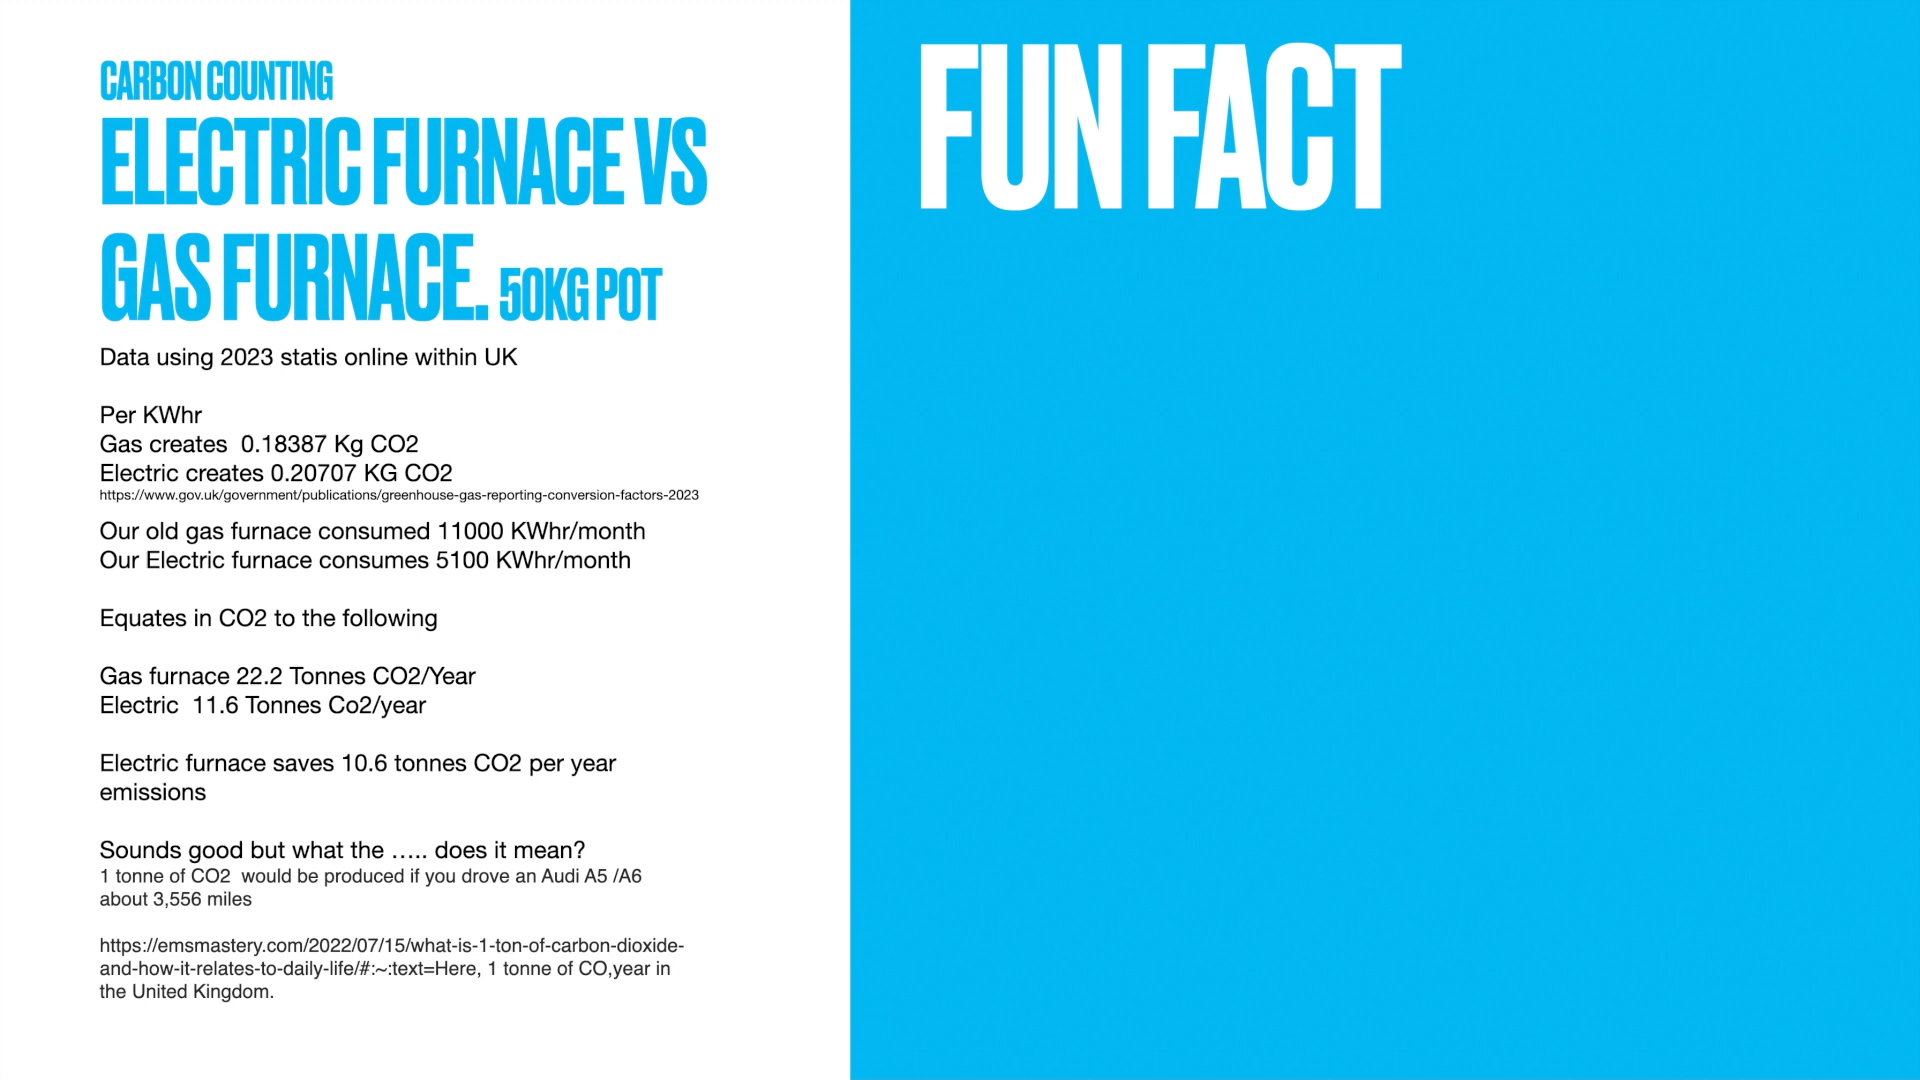 CARBON COUNTING
ELECTRIC FURNACE VS
GAS FURNACE. 50KG POT
Data using 2023 statis online within UK
Per KWhr
Gas creates  0.18387 Kg CO2
Electric creates 0.20707 KG CO2
https://www.gov.uk/government/publications/greenhouse-gas-reporting-conversion-factors-2023
Our old gas furnace consumed 11000 KWhr/month
Our Electric furnace consumes 5100 KWhr/month
Equates in CO2 to the following
Gas furnace 22.2 Tonnes CO2/Year
Electric  11.6 Tonnes Co2/year
Electric furnace saves 10.6 tonnes CO2 per year
emissions
Sounds good but what the ….. does it mean?
1 tonne of CO2  would be produced if you drove an Audi A5 /A6
about 3,556 miles
https://emsmastery.com/2022/07/15/what-is-1-ton-of-carbon-dioxide-
and-how-it-relates-to-daily-life/#:~:text=Here, 1 tonne of CO,year in
the United Kingdom.
FUN FACT